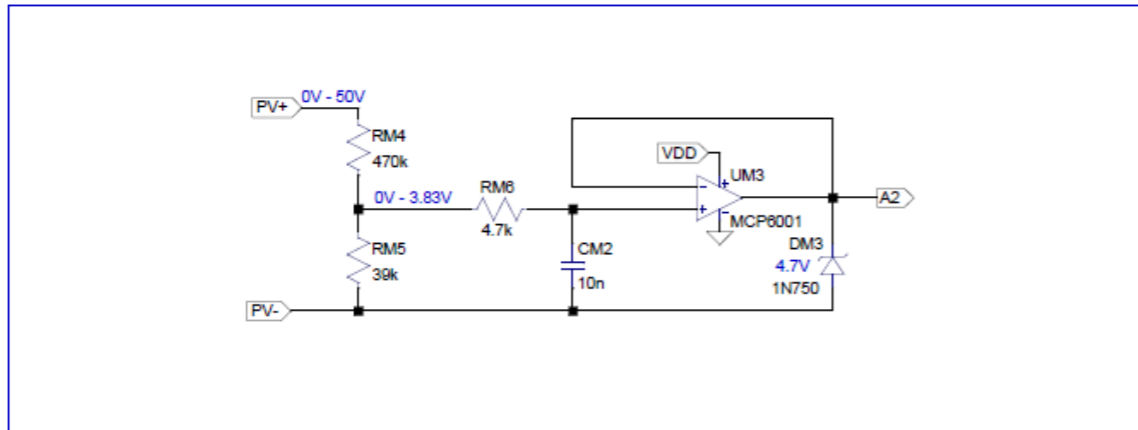 0V - 50V
PV+
RM4
470k
VDD
UM3
0V - 3.83V
RM6
4.7k
-
+
+
-
A2
MCP6001
RM5
39k
CM2
10n
DM3
4.7V
1N750
PV-